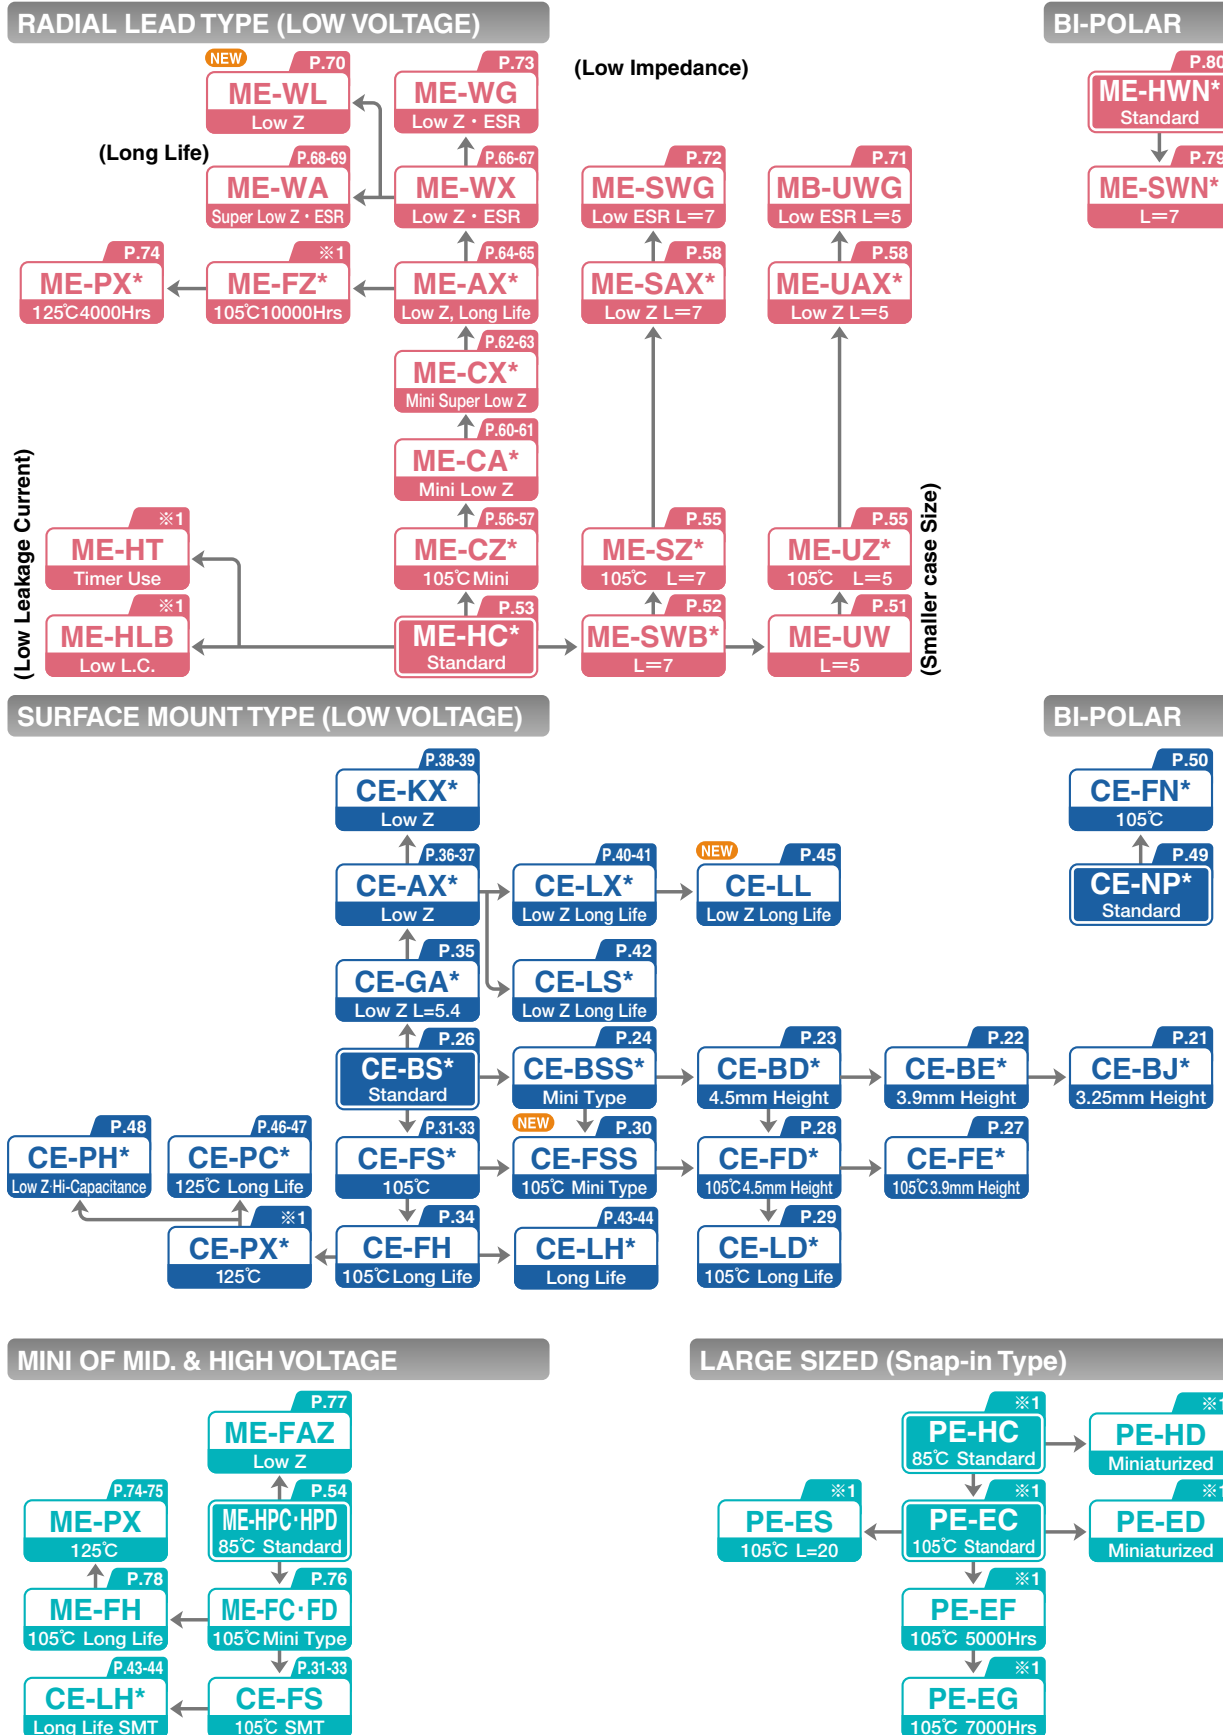 RADIAL LEAD TYPE (LOW VOLTAGE)
BI-POLAR
NEW
P.70
ME-WL
Low Z
P.73
ME-WG
Low Z・ESR
(Low Impedance)
P.80
ME-HWN*
Standard
(Long Life)
P.68-69
ME-WA
Super Low Z・ESR
P.66-67
ME-WX
Low Z・ESR
P.72
ME-SWG
Low ESR L=7
P.71
MB-UWG
Low ESR L=5
P.79
ME-SWN*
L=7
P.74
ME-PX*
125℃4000Hrs
※1
ME-FZ*
105℃10000Hrs
P.64-65
ME-AX*
Low Z, Long Life
P.58
ME-SAX*
Low Z L=7
P.58
ME-UAX*
Low Z L=5
P.62-63
ME-CX*
Mini Super Low Z
P.60-61
ME-CA*
Mini Low Z
(Low Leakage Current)
※1
ME-HT
Timer Use
P.56-57
ME-CZ*
105℃ Mini
P.55
ME-SZ*
105℃ L=7
P.55
ME-UZ*
105℃ L=5
(Smaller case Size)
※1
ME-HLB
Low L.C.
P.53
ME-HC*
Standard
P.52
ME-SWB*
L=7
P.51
ME-UW
L=5
SURFACE MOUNT TYPE (LOW VOLTAGE)
BI-POLAR
P.38-39
CE-KX*
Low Z
P.50
CE-FN*
105℃
P.36-37
CE-AX*
Low Z
P.40-41
CE-LX*
Low Z Long Life
NEW
P.45
CE-LL
Low Z Long Life
P.49
CE-NP*
Standard
P.35
CE-GA*
Low Z L=5.4
P.42
CE-LS*
Low Z Long Life
P.26
CE-BS*
Standard
P.24
CE-BSS*
Mini Type
P.23
CE-BD*
4.5mm Height
P.22
CE-BE*
3.9mm Height
P.21
CE-BJ*
3.25mm Height
P.48
CE-PH*
Low Z·Hi-Capacitance
P.46-47
CE-PC*
125℃ Long Life
P.31-33
CE-FS*
105℃
NEW
P.30
CE-FSS
105℃ Mini Type
P.28
CE-FD*
105℃ 4.5mm Height
P.27
CE-FE*
105℃ 3.9mm Height
※1
CE-PX*
125℃
P.34
CE-FH
105℃ Long Life
P.43-44
CE-LH*
Long Life
P.29
CE-LD*
105℃ Long Life
MINI OF MID. & HIGH VOLTAGE
LARGE SIZED (Snap-in Type)
P.77
ME-FAZ
Low Z
※1
PE-HC
85℃ Standard
※1
PE-HD
Miniaturized
P.74-75
ME-PX
125℃
P.54
ME-HPC·HPD
85℃ Standard
※1
PE-ES
105℃ L=20
※1
PE-EC
105℃ Standard
※1
PE-ED
Miniaturized
P.78
ME-FH
105℃ Long Life
P.76
ME-FC·FD
105℃ Mini Type
※1
PE-EF
105℃ 5000Hrs
P.43-44
CE-LH*
Long Life SMT
P.31-33
CE-FS
105℃ SMT
※1
PE-EG
105℃ 7000Hrs